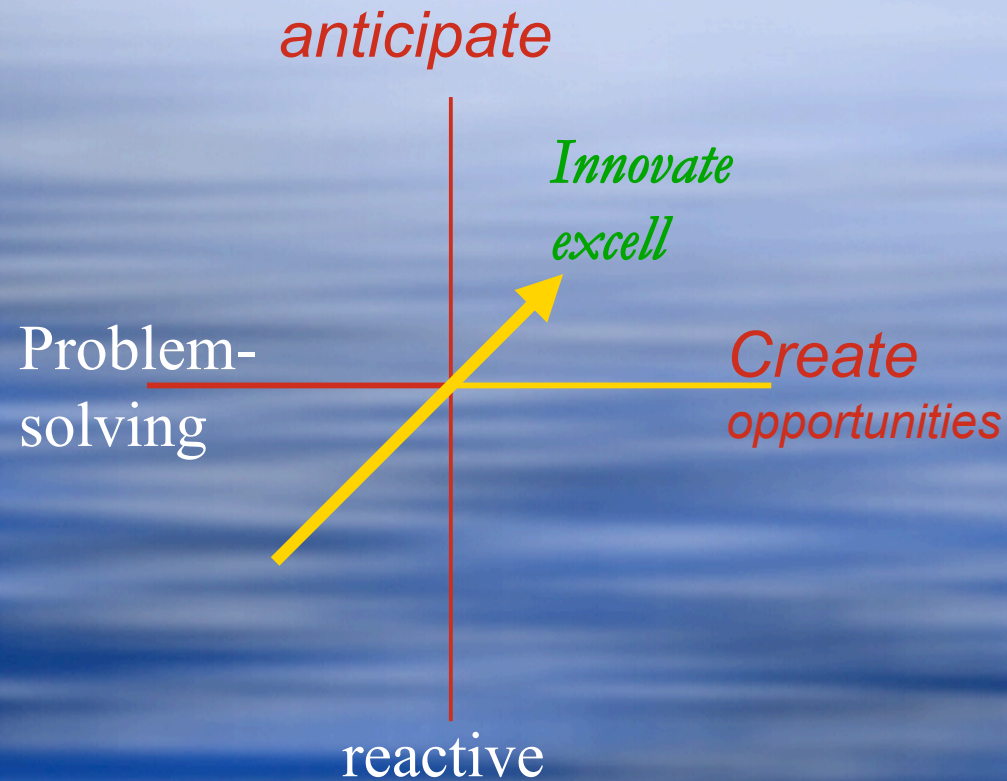 anticipate
Innovate
excell
Problem-
solving
Create
opportunities
reactive